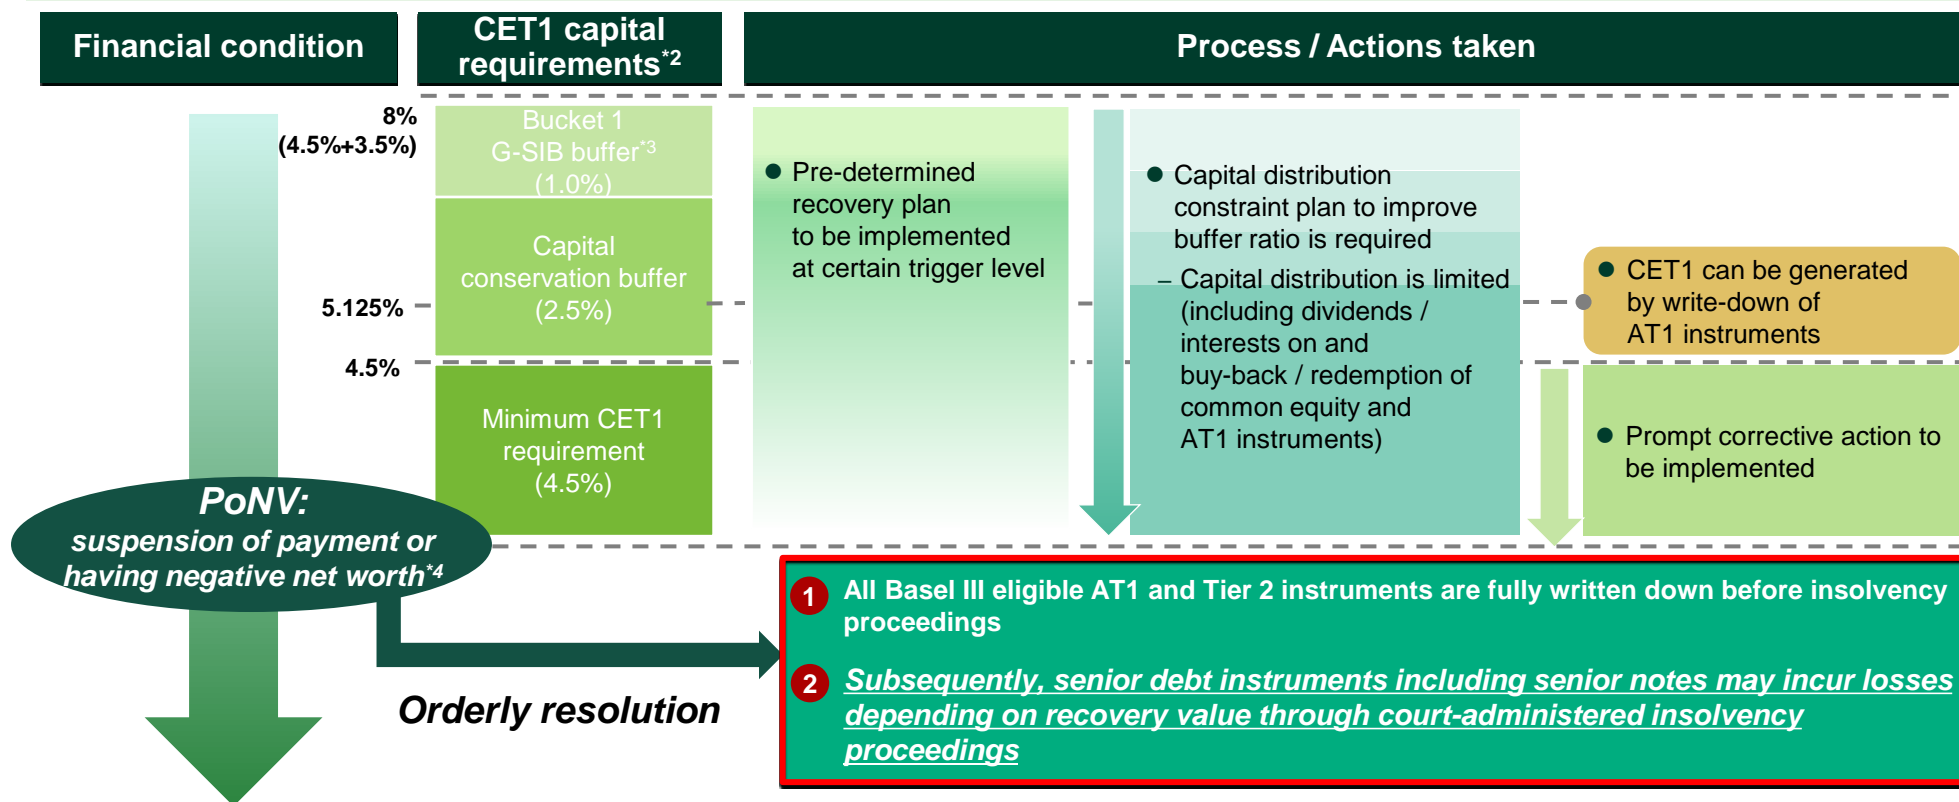 Financial condition
CET1 capital
requirements*2
Process / Actions taken
8%
(4.5%+3.5%)
5.125%
4.5%
Bucket 1
G-SIB buffer*3
(1.0%)
Capital
conservation buffer
(2.5%)
Minimum CET1
requirement
(4.5%)
● Pre-determined
recovery plan
to be implemented
at certain trigger level
● Capital distribution
constraint plan to improve
buffer ratio is required
– Capital distribution is limited
(including dividends /
interests on and
buy-back / redemption of
common equity and
AT1 instruments)
● CET1 can be generated
by write-down of
AT1 instruments
● Prompt corrective action to
be implemented
PoNV:
suspension of payment or
having negative net worth*4
Orderly resolution
1 All Basel III eligible AT1 and Tier 2 instruments are fully written down before insolvency
proceedings
2 Subsequently, senior debt instruments including senior notes may incur losses
depending on recovery value through court-administered insolvency
proceedings